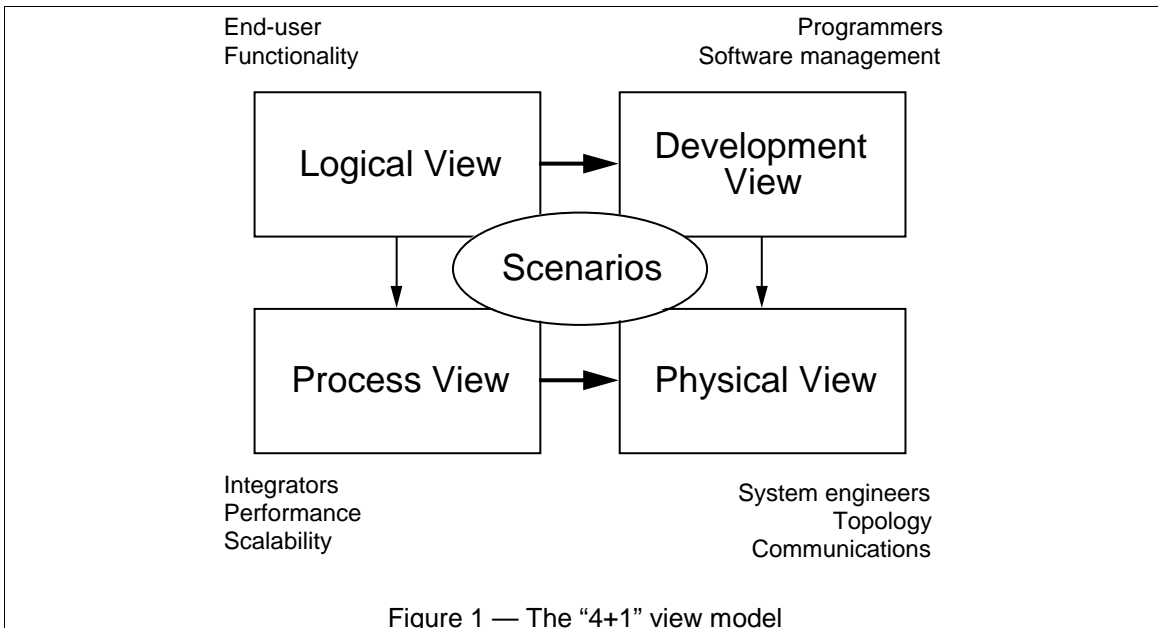 End-user
Functionality
Programmers
Software management
Logical View
Development
View
Scenarios
Process View
Physical View
Integrators
Performance
Scalability
System engineers
Topology
Communications
Figure 1 — The “4+1” view model